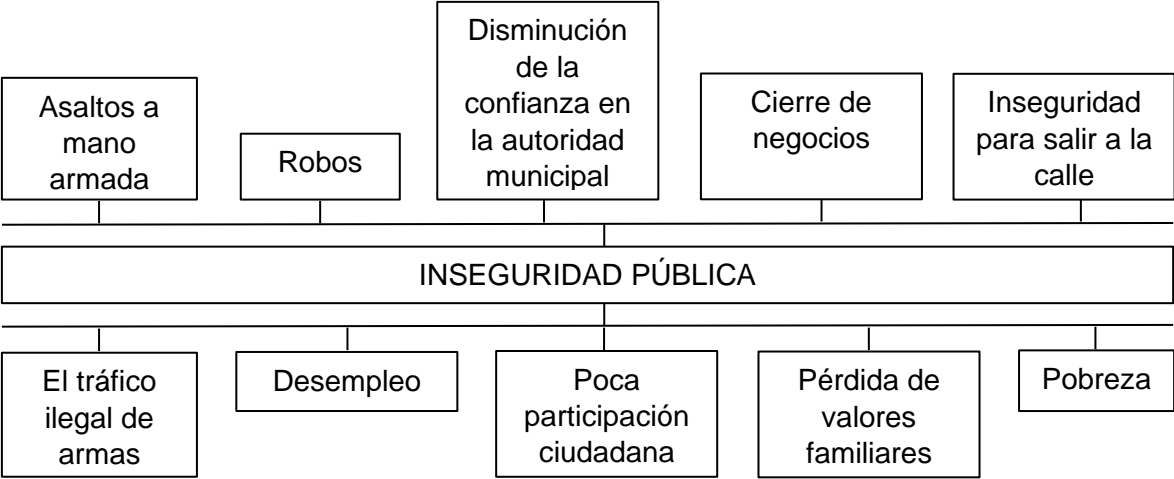 Asaltos a
mano
armada
Robos
Disminución
de la
confianza en
la autoridad
municipal
Cierre de
negocios
Inseguridad
para salir a la
calle
INSEGURIDAD PÚBLICA
El tráfico
ilegal de
armas
Desempleo
Poca
participación
ciudadana
Pérdida de
valores
familiares
Pobreza